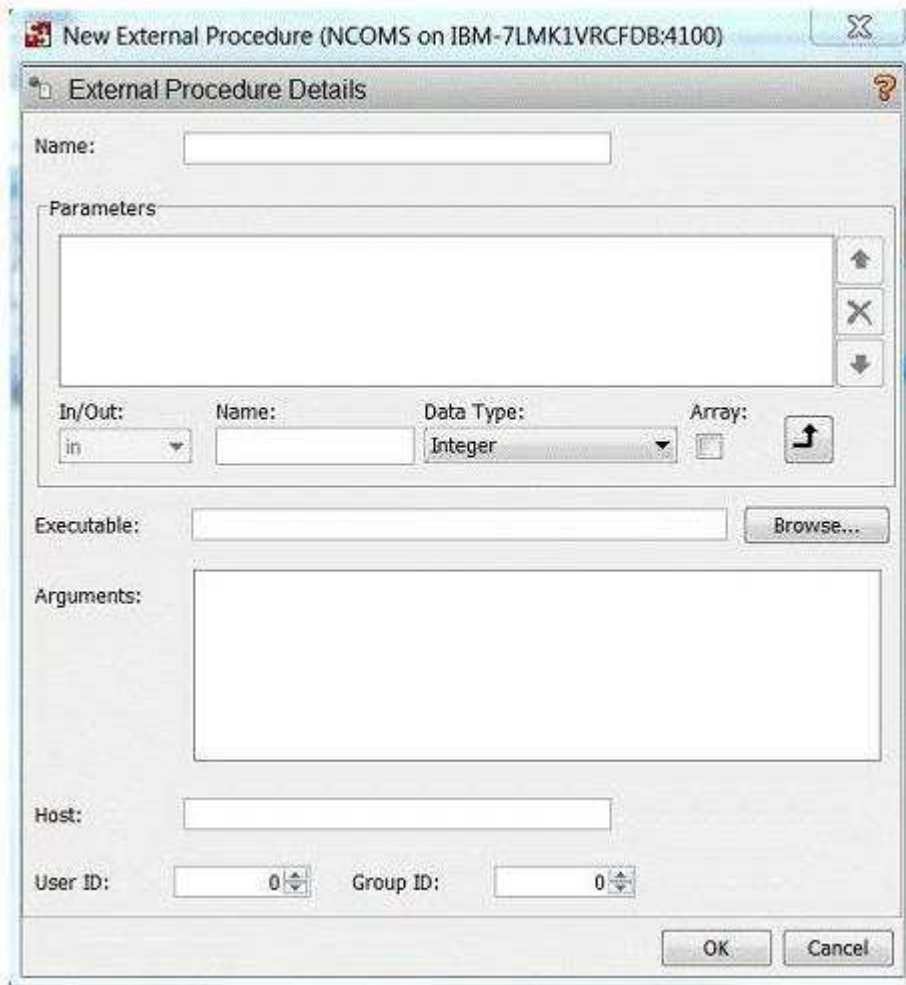 New External Procedure (NCOMS on IBM-7LMK1VRCFDB:4100)
External Procedure Details
Name:
Parameters
In/Out: Name: Data Type: Array:
in Integer
Executable: Browse...
Arguments:
Host:
User ID: 0 Group ID: 0
OK Cancel